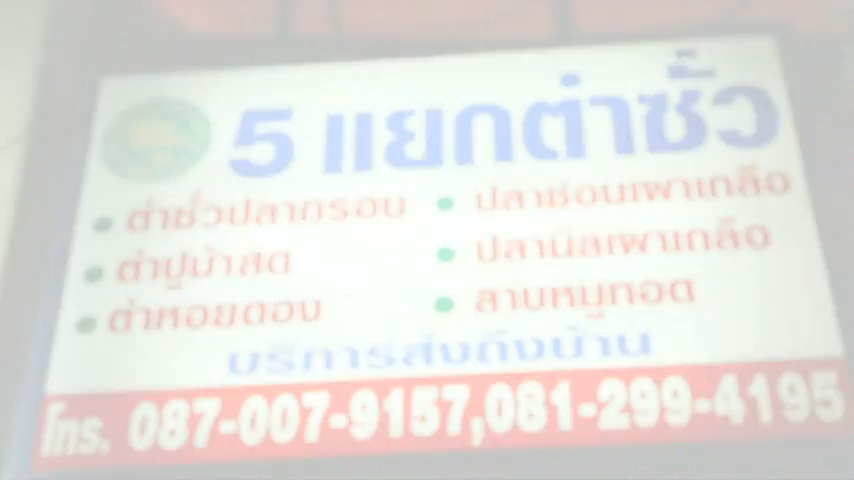 5 แยกตำซั่ว
ตำซั่วปลากรอบ
ตำปูม้าสด
ตำหอยดอง
ปลาช่อนเผาเกลือ
ปลานิลเผาเกลือ
ลาบหมูทอด
บริการส่งถึงบ้าน
โทร. 087-007-9157,081-299-4195